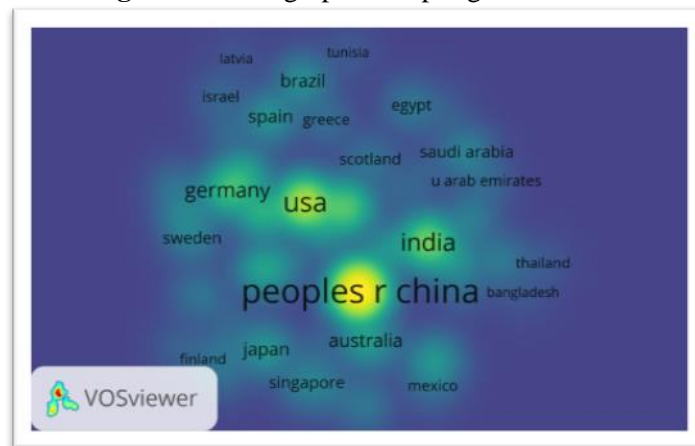 latvia
tunisia
brazil
israel
spain
greece
egypt
scotland
saudi arabia
u arab emirates
germany
usa
sweden
india
thailand
peoples r china
bangladesh
japan
australia
finland
singapore
mexico
VOSviewer